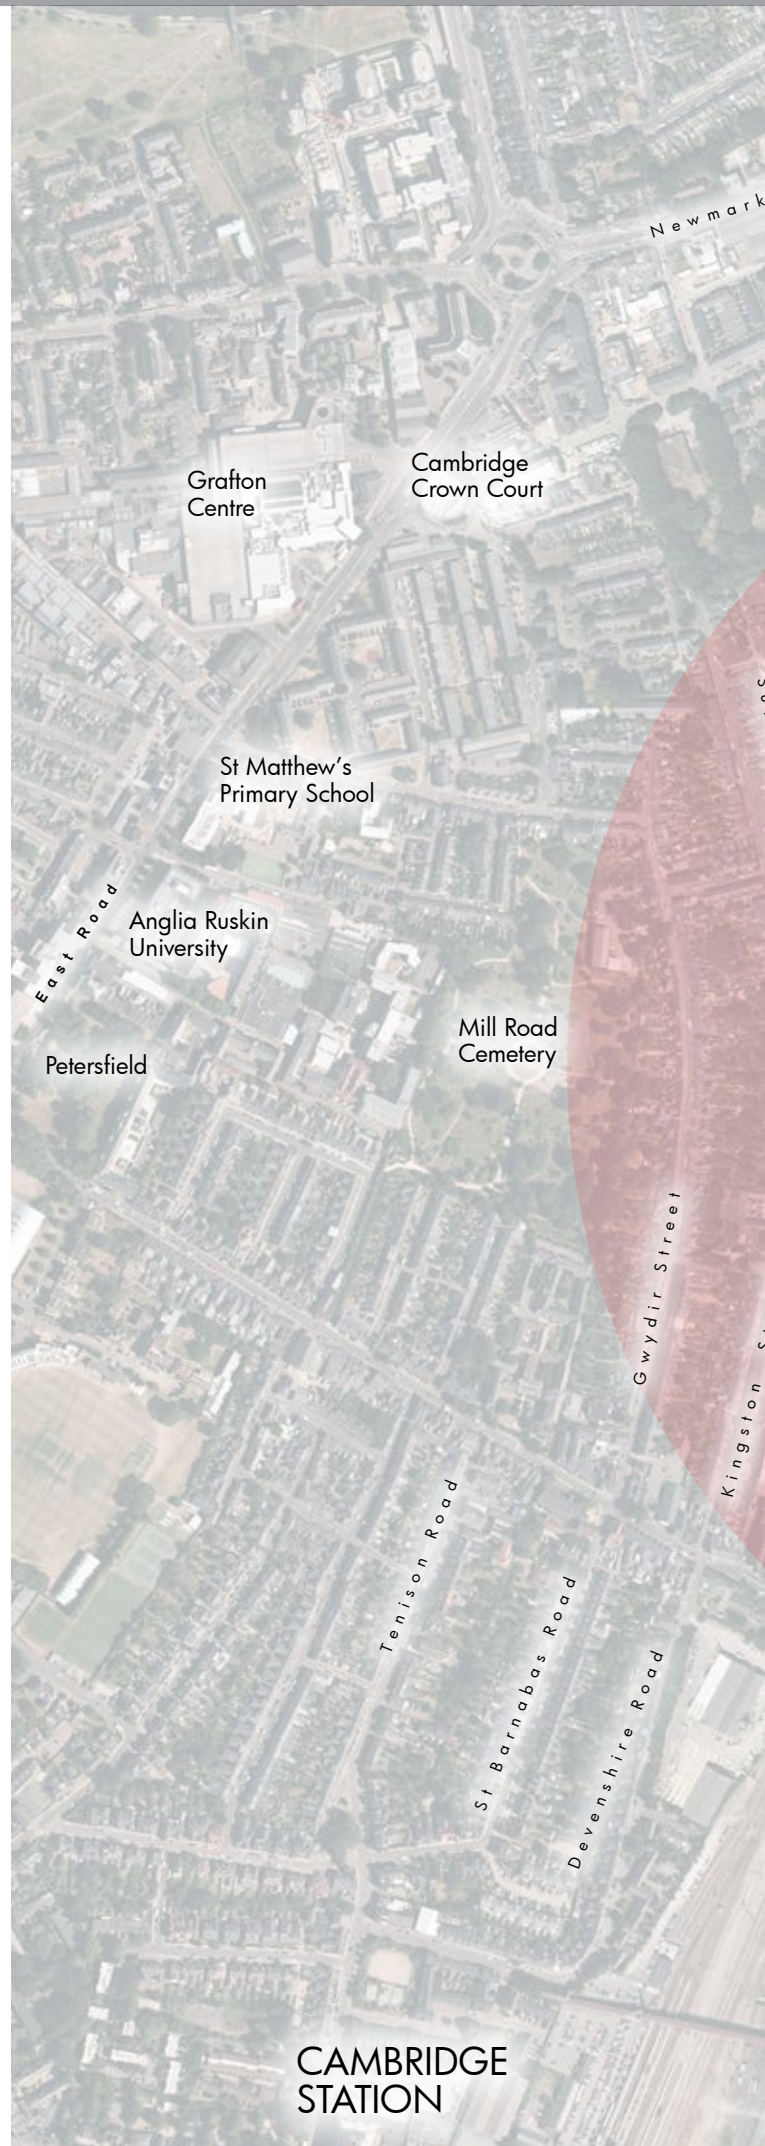 Newmark
Grafton
Centre
Cambridge
Crown Court
St Matthew's
Primary School
East Road
Anglia Ruskin
University
Mill Road
Cemetery
Petersfield
Gwydir Street
Kingston
Tenison Road
St Barnabas Road
Devenshire Road
CAMBRIDGE
STATION